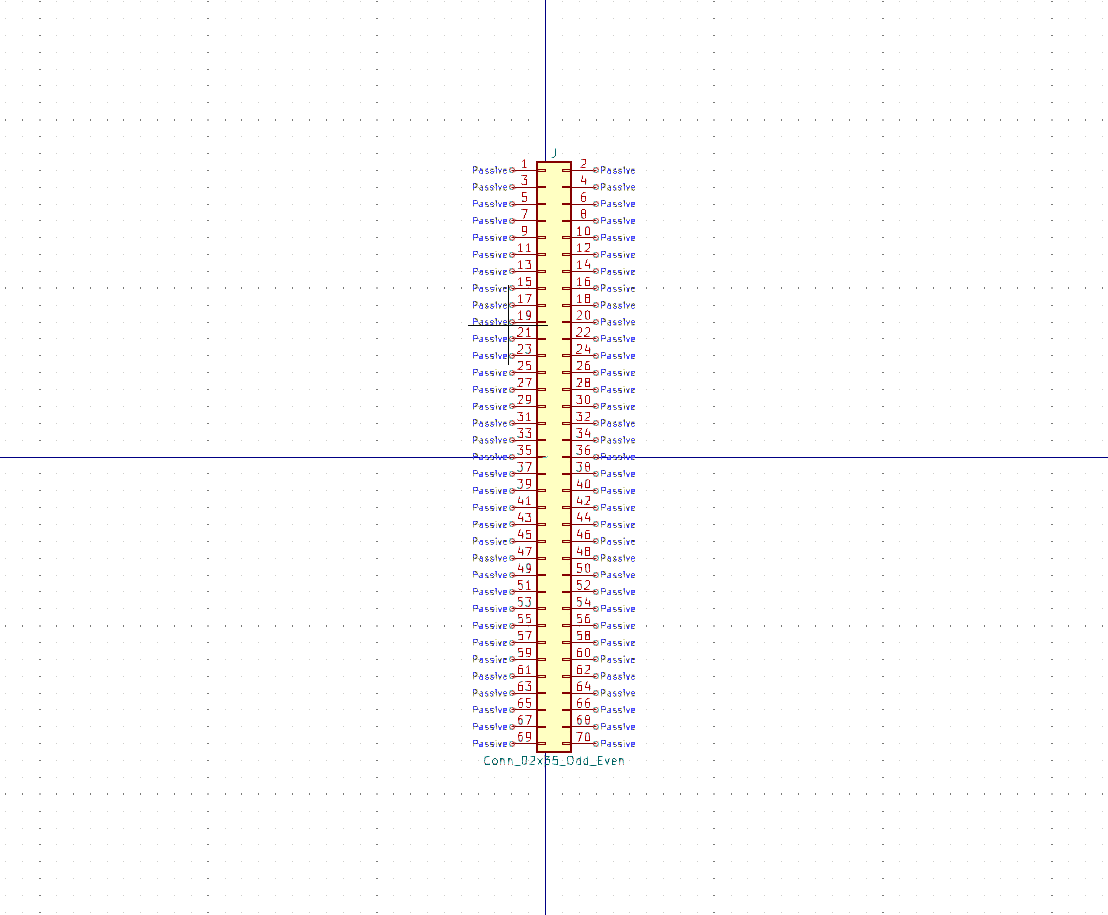 J
Passive 1 2 Passive
Passive 3 4 Passive
Passive 5 6 Passive
Passive 7 8 Passive
Passive 9 10 Passive
Passive 11 12 Passive
Passive 13 14 Passive
Passive 15 16 Passive
Passive 17 18 Passive
Passive 19 20 Passive
Passive 21 22 Passive
Passive 23 24 Passive
Passive 25 26 Passive
Passive 27 28 Passive
Passive 29 30 Passive
Passive 31 32 Passive
Passive 33 34 Passive
Passive 35 36 Passive
Passive 37 38 Passive
Passive 39 40 Passive
Passive 41 42 Passive
Passive 43 44 Passive
Passive 45 46 Passive
Passive 47 48 Passive
Passive 49 50 Passive
Passive 51 52 Passive
Passive 53 54 Passive
Passive 55 56 Passive
Passive 57 58 Passive
Passive 59 60 Passive
Passive 61 62 Passive
Passive 63 64 Passive
Passive 65 66 Passive
Passive 67 68 Passive
Passive 69 70 Passive
Conn_02x35_Odd_Even